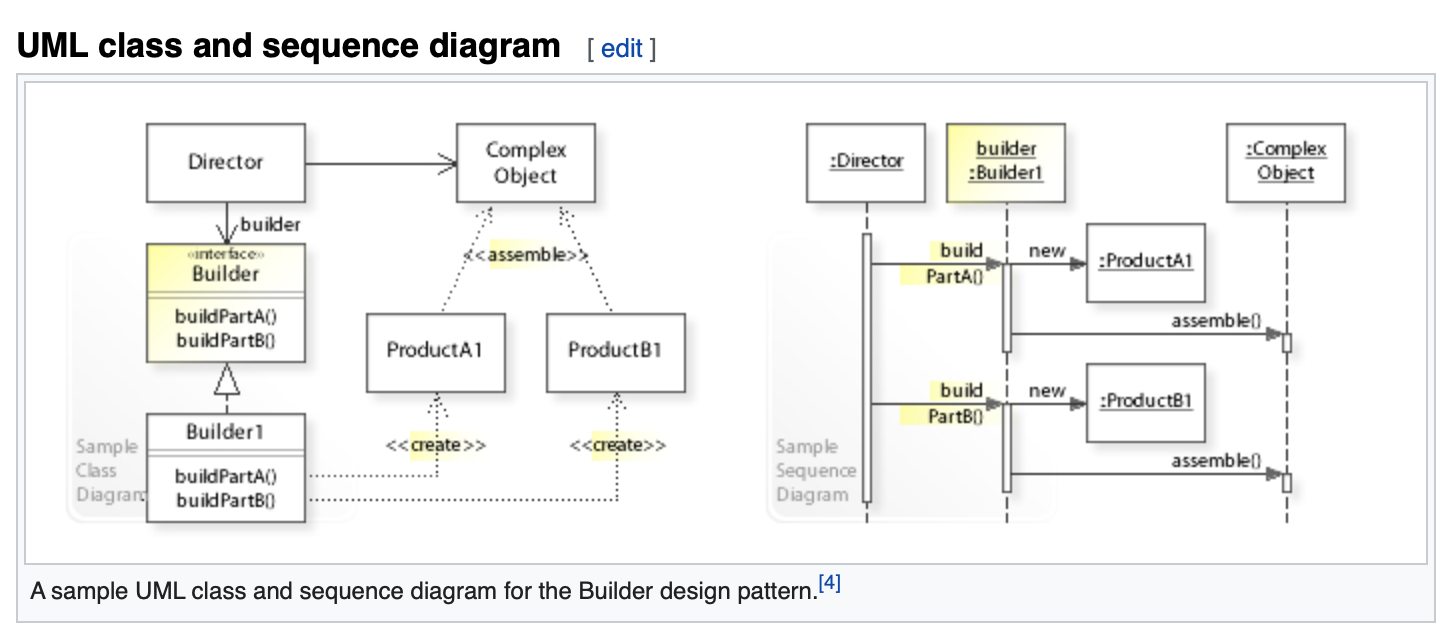 UML class and sequence diagram [ edit ]
Director
Complex
Object
builder
«interface»
Builder
buildPartA()
buildPartB()
<<assemble>>
ProductA1
ProductB1
Builder1
buildPartA()
buildPartB()
<<create>>
<<create>>
Sample
Class
Diagram
:Director
builder
:Builder1
:Complex
Object
build
PartA()
new
:ProductA1
assemble()
build
PartB()
new
:ProductB1
assemble()
Sample
Sequence
Diagram
A sample UML class and sequence diagram for the Builder design pattern.[4]